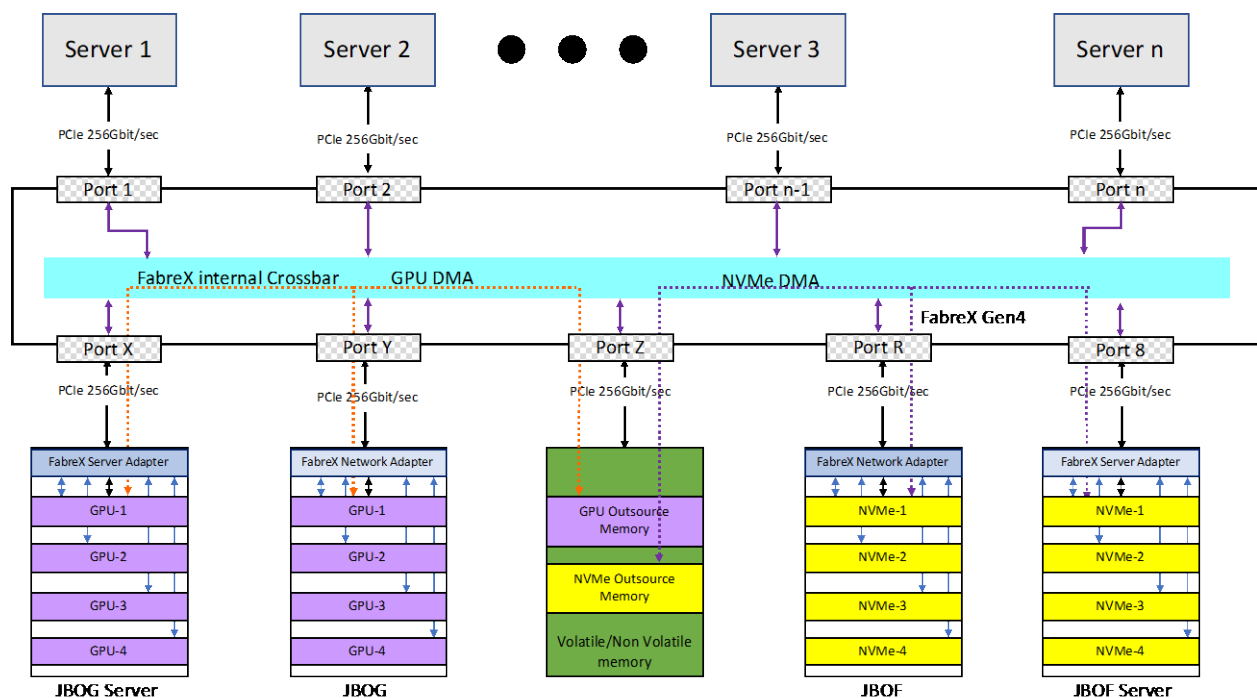 Server 1
Server 2
Server 3
Server n
PCIe 256Gbit/sec
PCIe 256Gbit/sec
PCIe 256Gbit/sec
PCIe 256Gbit/sec
Port 1
Port 2
Port n-1
Port n
FabreX internal Crossbar
GPU DMA
NVMe DMA
FabreX Gen4
Port X
Port Y
Port Z
Port R
Port 8
PCIe 256Gbit/sec
PCIe 256Gbit/sec
PCIe 256Gbit/sec
PCIe 256Gbit/sec
PCIe 256Gbit/sec
FabreX Server Adapter
GPU-1
GPU-2
GPU-3
GPU-4
JBOG Server
FabreX Network Adapter
GPU-1
GPU-2
GPU-3
GPU-4
JBOG
GPU Outsource
Memory
NVMe Outsource
Memory
Volatile/Non Volatile
memory
FabreX Network Adapter
NVMe-1
NVMe-2
NVMe-3
NVMe-4
JBOF
FabreX Server Adapter
NVMe-1
NVMe-2
NVMe-3
NVMe-4
JBOF Server